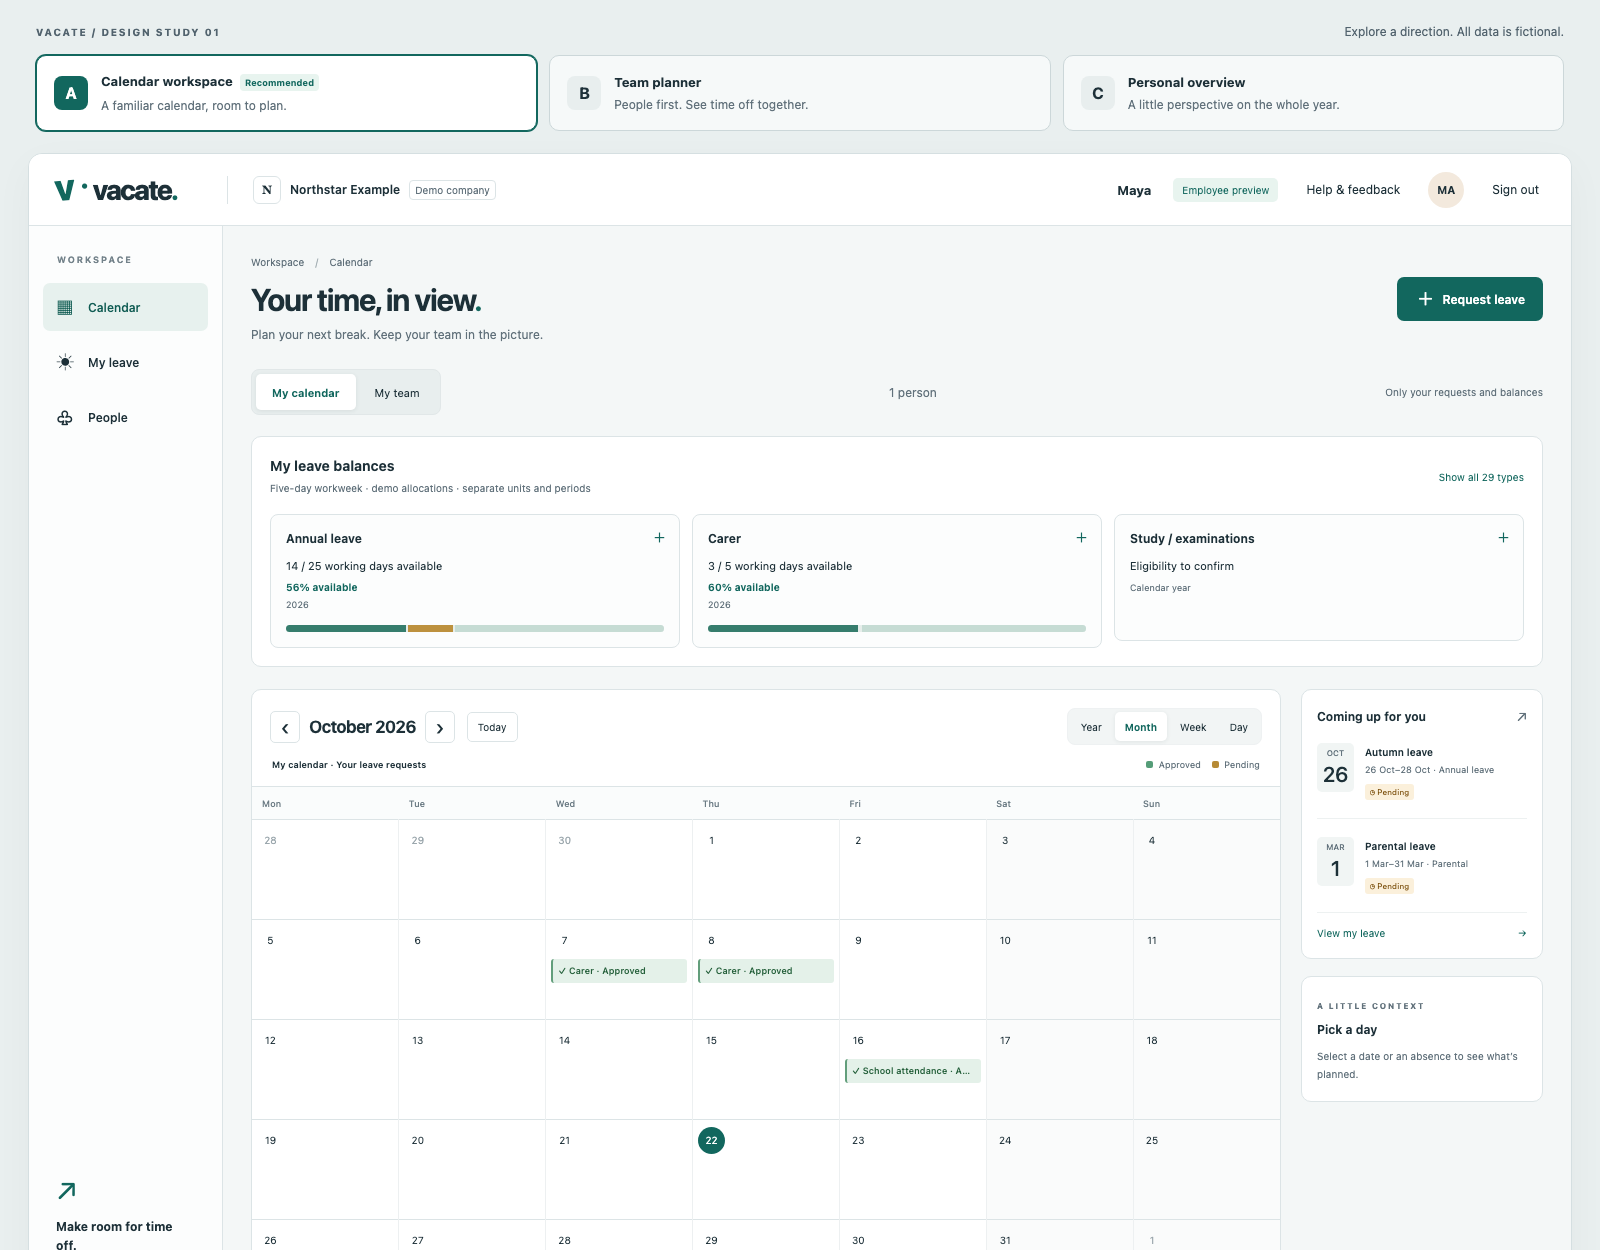 VACATE / DESIGN STUDY 01
Explore a direction. All data is fictional.
A
Calendar workspace Recommended
A familiar calendar, room to plan.
B
Team planner
People first. See time off together.
C
Personal overview
A little perspective on the whole year.
V vacate.
N Northstar Example Demo company
Maya Employee preview Help & feedback MA Sign out
WORKSPACE
Calendar
My leave
People
Make room for time
off.
Workspace / Calendar
Your time, in view.
Plan your next break. Keep your team in the picture.
+ Request leave
My calendar My team
1 person
Only your requests and balances
My leave balances
Five-day workweek · demo allocations · separate units and periods
Show all 29 types
Annual leave +
14 / 25 working days available
56% available
2026
Carer +
3 / 5 working days available
60% available
2026
Study / examinations +
Eligibility to confirm
Calendar year
‹ October 2026 › Today
Year Month Week Day
My calendar · Your leave requests
Approved Pending
Mon Tue Wed Thu Fri Sat Sun
28 29 30 1 2 3 4
5 6 7 8 9 10 11
✓ Carer · Approved ✓ Carer · Approved
12 13 14 15 16 17 18
✓ School attendance · A...
19 20 21 22 23 24 25
26 27 28 29 30 31 1
Coming up for you
OCT
26
Autumn leave
26 Oct–28 Oct · Annual leave
Pending
MAR
1
Parental leave
1 Mar–31 Mar · Parental
Pending
View my leave →
A LITTLE CONTEXT
Pick a day
Select a date or an absence to see what's
planned.